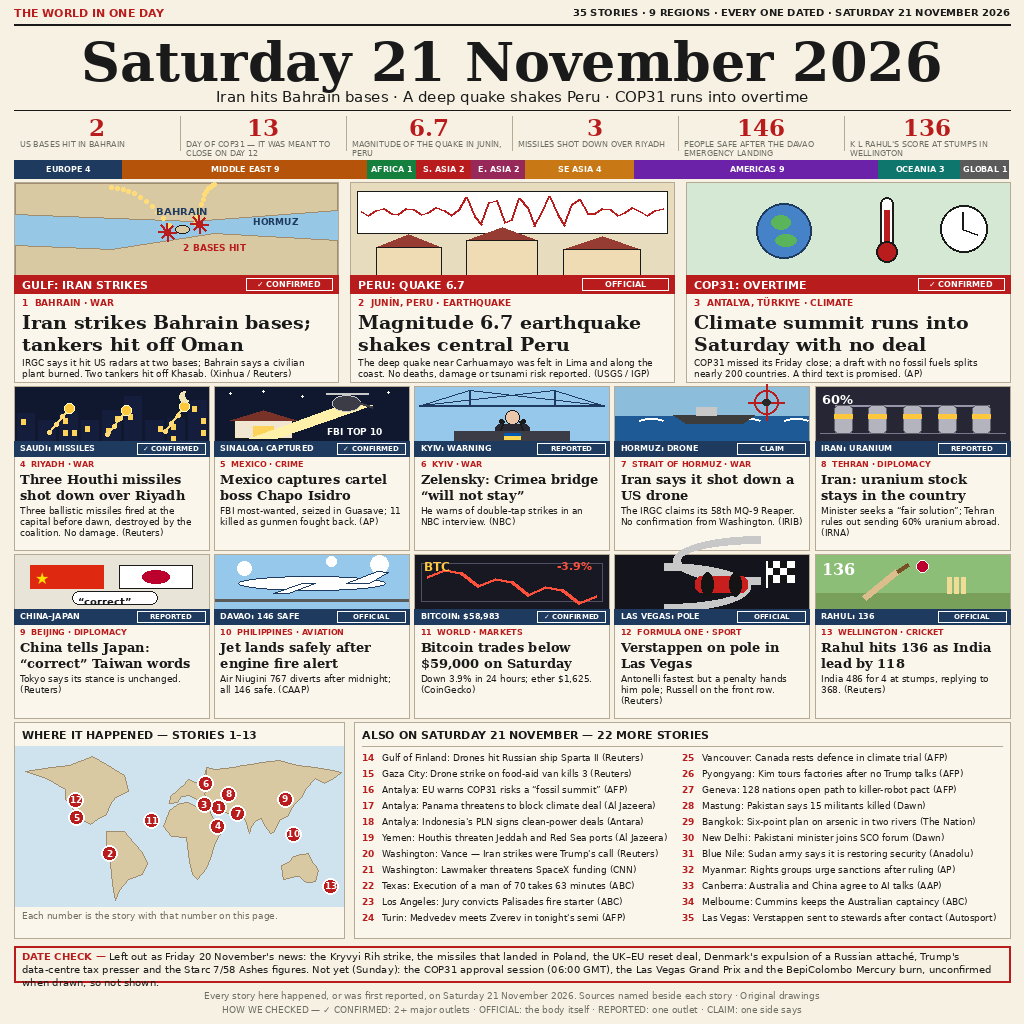 THE WORLD IN ONE DAY
35 STORIES · 9 REGIONS · EVERY ONE DATED · SATURDAY 21 NOVEMBER 2026
Saturday 21 November 2026
Iran hits Bahrain bases · A deep quake shakes Peru · COP31 runs into overtime
2
US BASES HIT IN BAHRAIN
13
DAY OF COP31 — IT WAS MEANT TO
CLOSE ON DAY 12
6.7
MAGNITUDE OF THE QUAKE IN JUNÍN,
PERU
3
MISSILES SHOT DOWN OVER RIYADH
146
PEOPLE SAFE AFTER THE DAVAO
EMERGENCY LANDING
136
K L RAHUL'S SCORE AT STUMPS IN
WELLINGTON
EUROPE 4
MIDDLE EAST 9
AFRICA 1
S. ASIA 2
E. ASIA 2
SE ASIA 4
AMERICAS 9
OCEANIA 3
GLOBAL 1
BAHRAIN
HORMUZ
2 BASES HIT
GULF: IRAN STRIKES
✓ CONFIRMED
1 BAHRAIN · WAR
Iran strikes Bahrain bases;
tankers hit off Oman
IRGC says it hit US radars at two bases; Bahrain says a civilian
plant burned. Two tankers hit off Khasab. (Xinhua / Reuters)
PERU: QUAKE 6.7
OFFICIAL
2 JUNÍN, PERU · EARTHQUAKE
Magnitude 6.7 earthquake
shakes central Peru
The deep quake near Carhuamayo was felt in Lima and along the
coast. No deaths, damage or tsunami risk reported. (USGS / IGP)
COP31: OVERTIME
✓ CONFIRMED
3 ANTALYA, TÜRKIYE · CLIMATE
Climate summit runs into
Saturday with no deal
COP31 missed its Friday close; a draft with no fossil fuels splits
nearly 200 countries. A third text is promised. (AP)
SAUDI: MISSILES
✓ CONFIRMED
4 RIYADH · WAR
Three Houthi missiles
shot down over Riyadh
Three ballistic missiles fired at the
capital before dawn, destroyed by the
coalition. No damage. (Reuters)
FBI TOP 10
SINALOA: CAPTURED
✓ CONFIRMED
5 MEXICO · CRIME
Mexico captures cartel
boss Chapo Isidro
FBI most-wanted, seized in Guasave; 11
killed as gunmen fought back. (AP)
KYIV: WARNING
REPORTED
6 KYIV · WAR
Zelensky: Crimea bridge
“will not stay”
He warns of double-tap strikes in an
NBC interview. (NBC)
HORMUZ: DRONE
CLAIM
7 STRAIT OF HORMUZ · WAR
Iran says it shot down a
US drone
The IRGC claims its 58th MQ-9 Reaper.
No confirmation from Washington. (IRIB)
60%
IRAN: URANIUM
REPORTED
8 TEHRAN · DIPLOMACY
Iran: uranium stock
stays in the country
Minister seeks a “fair solution”; Tehran
rules out sending 60% uranium abroad.
(IRNA)
“correct”
CHINA–JAPAN
REPORTED
9 BEIJING · DIPLOMACY
China tells Japan:
“correct” Taiwan words
Tokyo says its stance is unchanged.
(Reuters)
DAVAO: 146 SAFE
OFFICIAL
10 PHILIPPINES · AVIATION
Jet lands safely after
engine fire alert
Air Niugini 767 diverts after midnight;
all 146 safe. (CAAP)
BTC
-3.9%
BITCOIN: $58,983
✓ CONFIRMED
11 WORLD · MARKETS
Bitcoin trades below
$59,000 on Saturday
Down 3.9% in 24 hours; ether $1,625.
(CoinGecko)
LAS VEGAS: POLE
OFFICIAL
12 FORMULA ONE · SPORT
Verstappen on pole in
Las Vegas
Antonelli fastest but a penalty hands
him pole; Russell on the front row.
(Reuters)
136
RAHUL: 136
OFFICIAL
13 WELLINGTON · CRICKET
Rahul hits 136 as India
lead by 118
India 486 for 4 at stumps, replying to
368. (Reuters)
WHERE IT HAPPENED — STORIES 1–13
6
8
12
3
1
9
5
7
11
4
10
2
13
Each number is the story with that number on this page.
ALSO ON SATURDAY 21 NOVEMBER — 22 MORE STORIES
14 Gulf of Finland: Drones hit Russian ship Sparta II (Reuters)
15 Gaza City: Drone strike on food-aid van kills 3 (Reuters)
16 Antalya: EU warns COP31 risks a “fossil summit” (AFP)
17 Antalya: Panama threatens to block climate deal (Al Jazeera)
18 Antalya: Indonesia's PLN signs clean-power deals (Antara)
19 Yemen: Houthis threaten Jeddah and Red Sea ports (Al Jazeera)
20 Washington: Vance — Iran strikes were Trump's call (Reuters)
21 Washington: Lawmaker threatens SpaceX funding (CNN)
22 Texas: Execution of a man of 70 takes 63 minutes (ABC)
23 Los Angeles: Jury convicts Palisades fire starter (ABC)
24 Turin: Medvedev meets Zverev in tonight's semi (AFP)
25 Vancouver: Canada rests defence in climate trial (AFP)
26 Pyongyang: Kim tours factories after no Trump talks (AFP)
27 Geneva: 128 nations open path to killer-robot pact (AFP)
28 Mastung: Pakistan says 15 militants killed (Dawn)
29 Bangkok: Six-point plan on arsenic in two rivers (The Nation)
30 New Delhi: Pakistani minister joins SCO forum (Dawn)
31 Blue Nile: Sudan army says it is restoring security (Anadolu)
32 Myanmar: Rights groups urge sanctions after ruling (AP)
33 Canberra: Australia and China agree to AI talks (AAP)
34 Melbourne: Cummins keeps the Australian captaincy (ABC)
35 Las Vegas: Verstappen sent to stewards after contact (Autosport)
DATE CHECK — Left out as Friday 20 November's news: the Kryvyi Rih strike, the missiles that landed in Poland, the UK–EU reset deal, Denmark's expulsion of a Russian attaché, Trump's
data-centre tax presser and the Starc 7/58 Ashes figures. Not yet (Sunday): the COP31 approval session (06:00 GMT), the Las Vegas Grand Prix and the BepiColombo Mercury burn, unconfirmed
when drawn, so not shown.
Every story here happened, or was first reported, on Saturday 21 November 2026. Sources named beside each story · Original drawings
HOW WE CHECKED — ✓ CONFIRMED: 2+ major outlets · OFFICIAL: the body itself · REPORTED: one outlet · CLAIM: one side says